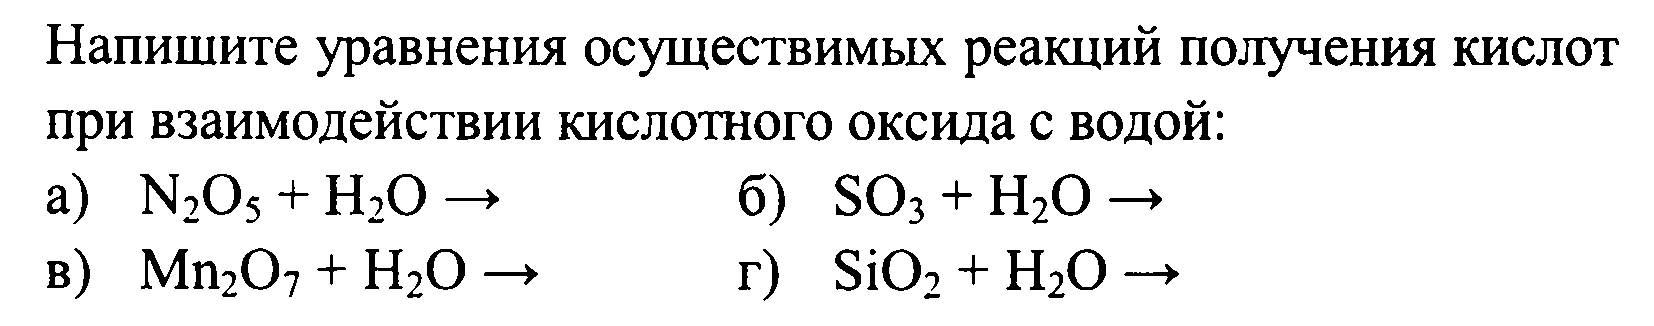 Напишите уравнения осуществимых реакций получения кислот
при взаимодействии кислотного оксида с водой:
а) N₂O₅ + H₂O → б) SO₃ + H₂O →
в) Mn₂O₇ + H₂O → г) SiO₂ + H₂O →